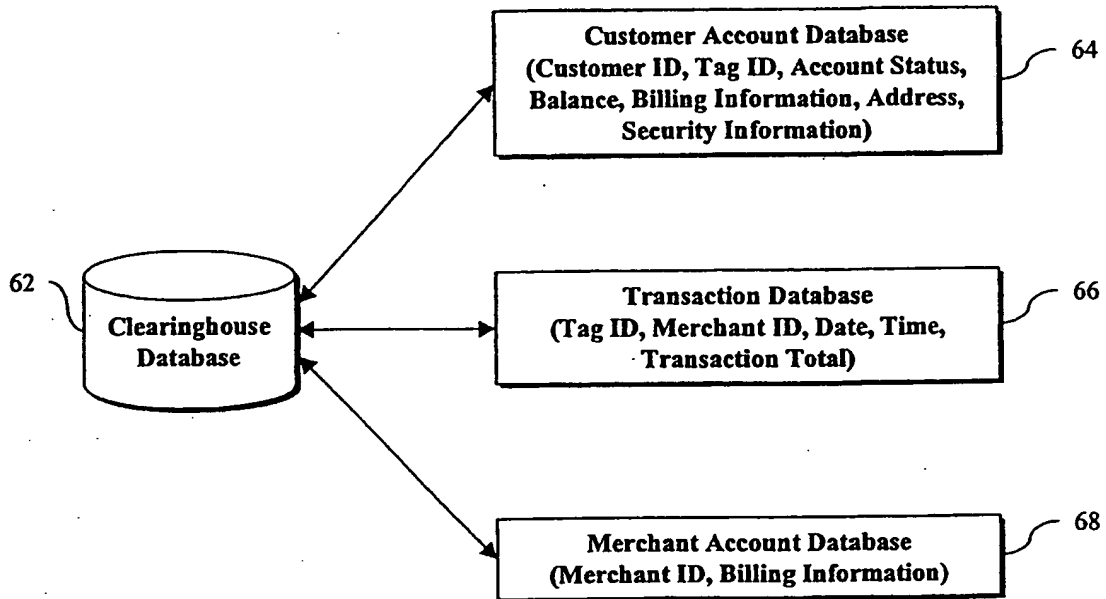 Customer Account Database
(Customer ID, Tag ID, Account Status,
Balance, Billing Information, Address,
Security Information)
64
62
Clearinghouse
Database
Transaction Database
(Tag ID, Merchant ID, Date, Time,
Transaction Total)
66
Merchant Account Database
(Merchant ID, Billing Information)
68